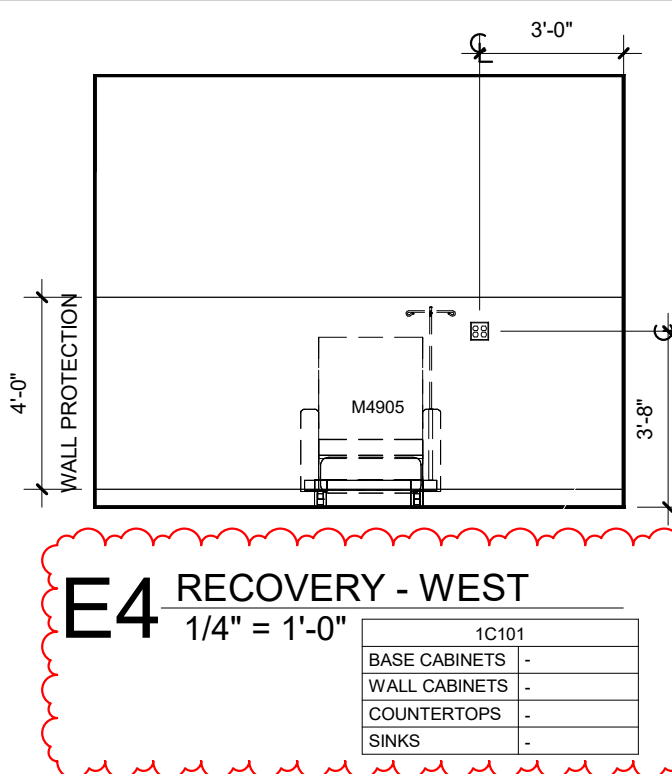 3'-0"
℄
WALL PROTECTION
4'-0"
M4905
℄
3'-8"
E4 RECOVERY - WEST
1/4" = 1'-0"
1C101
BASE CABINETS -
WALL CABINETS -
COUNTERTOPS -
SINKS -